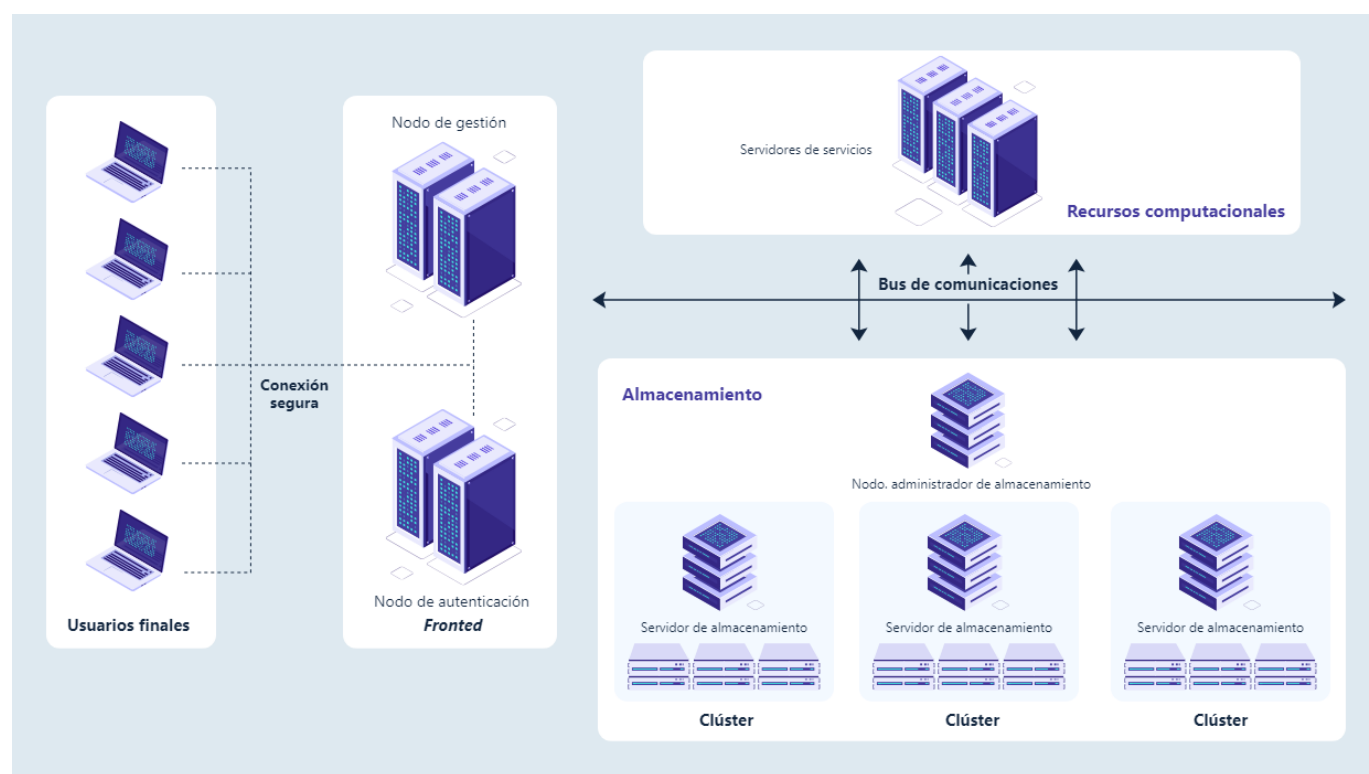 Usuarios finales
Conexión
segura
Nodo de gestión
Nodo de autenticación
Fronted
Servidores de servicios
Recursos computacionales
Bus de comunicaciones
Almacenamiento
Nodo. administrador de almacenamiento
Servidor de almacenamiento
Clúster
Servidor de almacenamiento
Clúster
Servidor de almacenamiento
Clúster